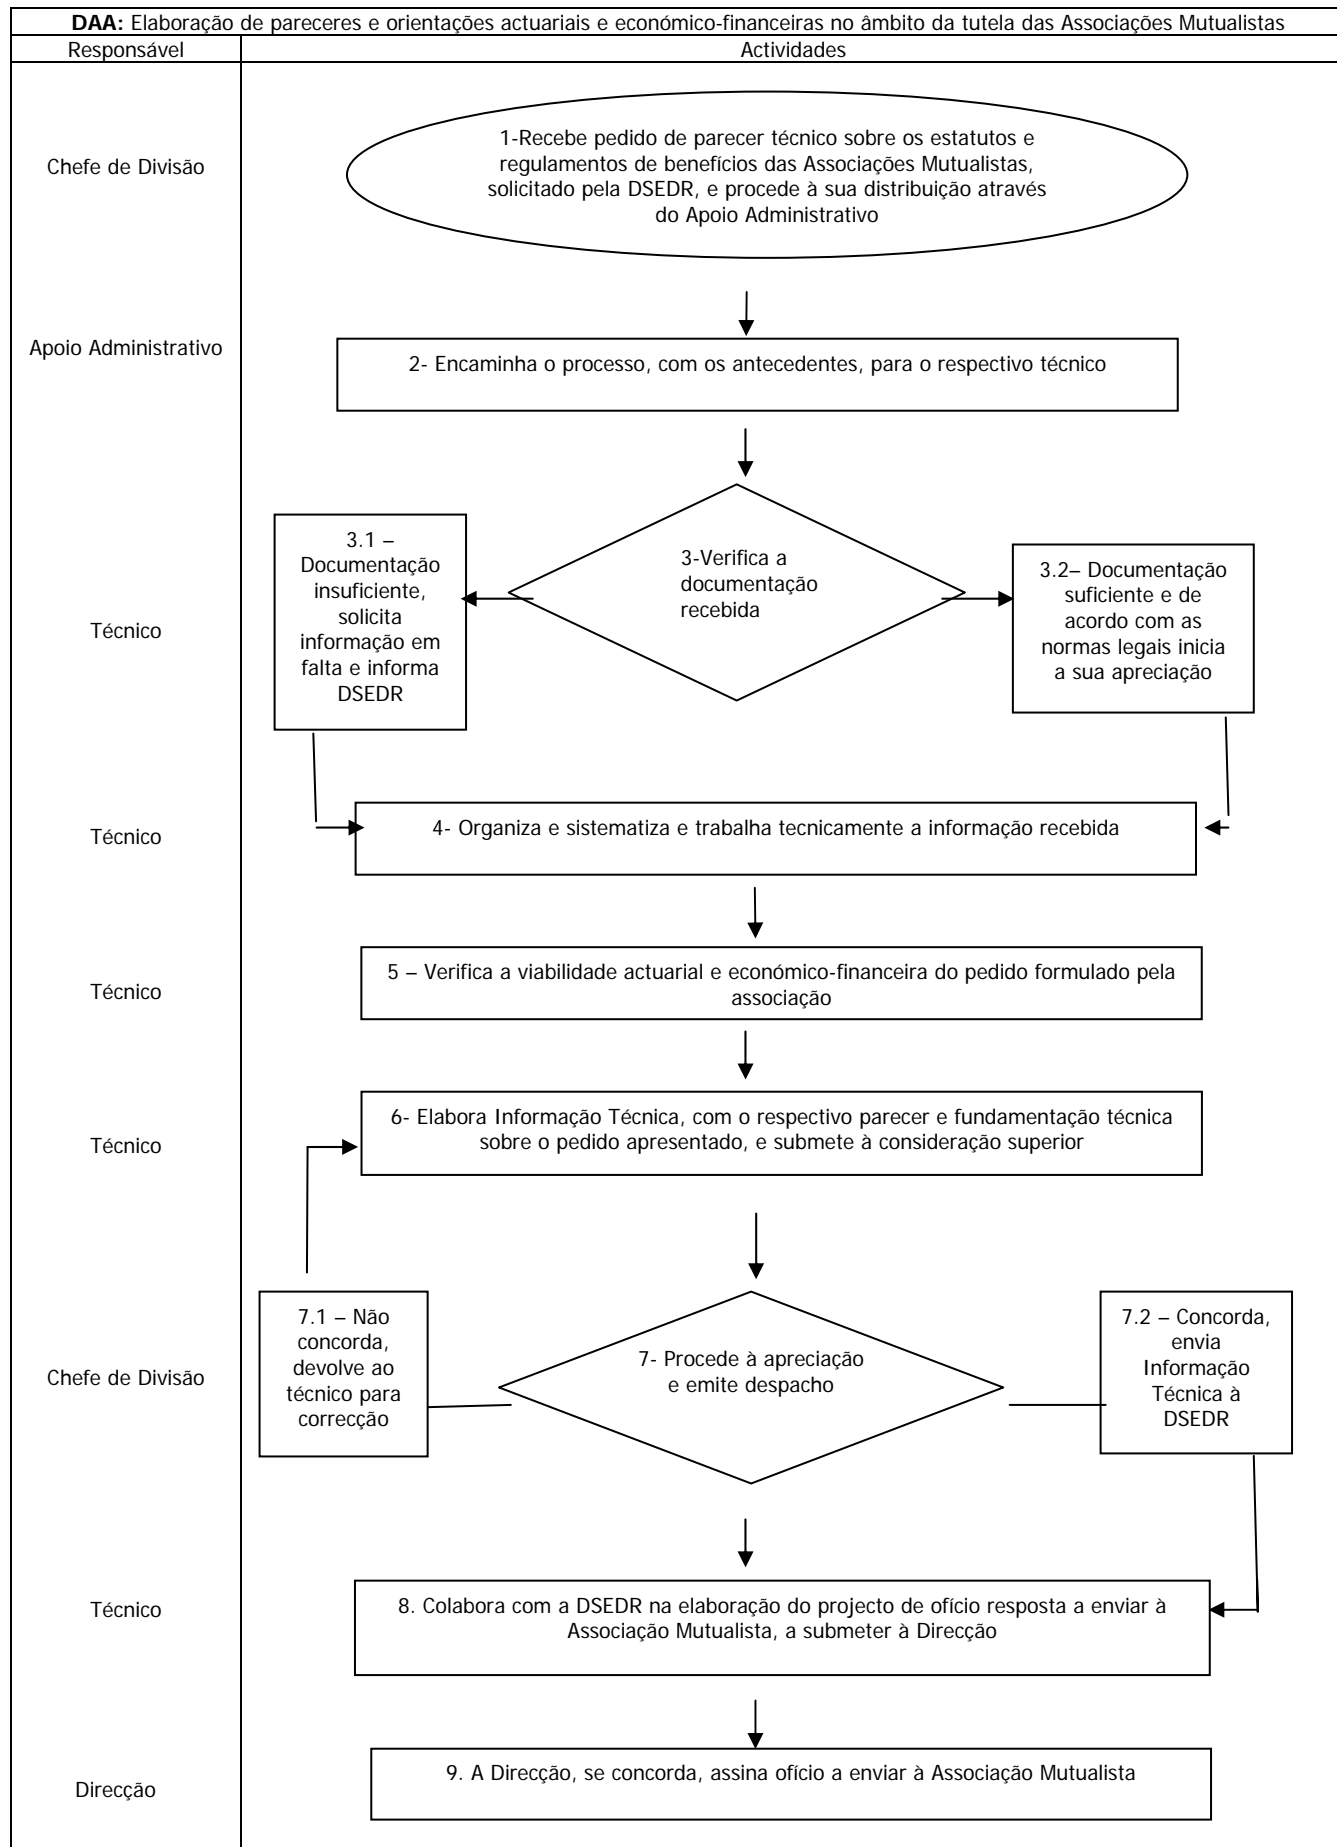 DAA: Elaboração de pareceres e orientações actuariais e económico-financeiras no âmbito da tutela das Associações Mutualistas
Responsável
Actividades
Chefe de Divisão
1-Recebe pedido de parecer técnico sobre os estatutos e
regulamentos de benefícios das Associações Mutualistas,
solicitado pela DSEDR, e procede à sua distribuição através
do Apoio Administrativo
Apoio Administrativo
2- Encaminha o processo, com os antecedentes, para o respectivo técnico
Técnico
3.1 –
Documentação
insuficiente,
solicita
informação em
falta e informa
DSEDR
3-Verifica a
documentação
recebida
3.2– Documentação
suficiente e de
acordo com as
normas legais inicia
a sua apreciação
Técnico
4- Organiza e sistematiza e trabalha tecnicamente a informação recebida
Técnico
5 – Verifica a viabilidade actuarial e económico-financeira do pedido formulado pela
associação
Técnico
6- Elabora Informação Técnica, com o respectivo parecer e fundamentação técnica
sobre o pedido apresentado, e submete à consideração superior
Chefe de Divisão
7.1 – Não
concorda,
devolve ao
técnico para
correcção
7- Procede à apreciação
e emite despacho
7.2 – Concorda,
envia
Informação
Técnica à
DSEDR
Técnico
8. Colabora com a DSEDR na elaboração do projecto de ofício resposta a enviar à
Associação Mutualista, a submeter à Direcção
Direcção
9. A Direcção, se concorda, assina ofício a enviar à Associação Mutualista